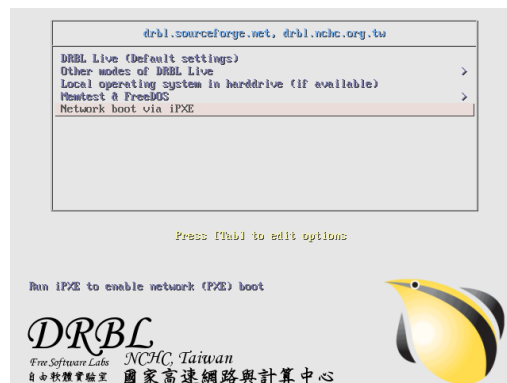 drbl.sourceforge.net, drbl.nchc.org.tw
DRBL Live (Default settings)
Other modes of DRBL Live >
Local operating system in harddrive (if available)
Memtest & FreeDOS >
Network boot via iPXE
Press [Tab] to edit options
Run iPXE to enable network (PXE) boot
DRBL
Free Software Labs NCHC, Taiwan
自由軟體實驗室 國家高速網路與計算中心